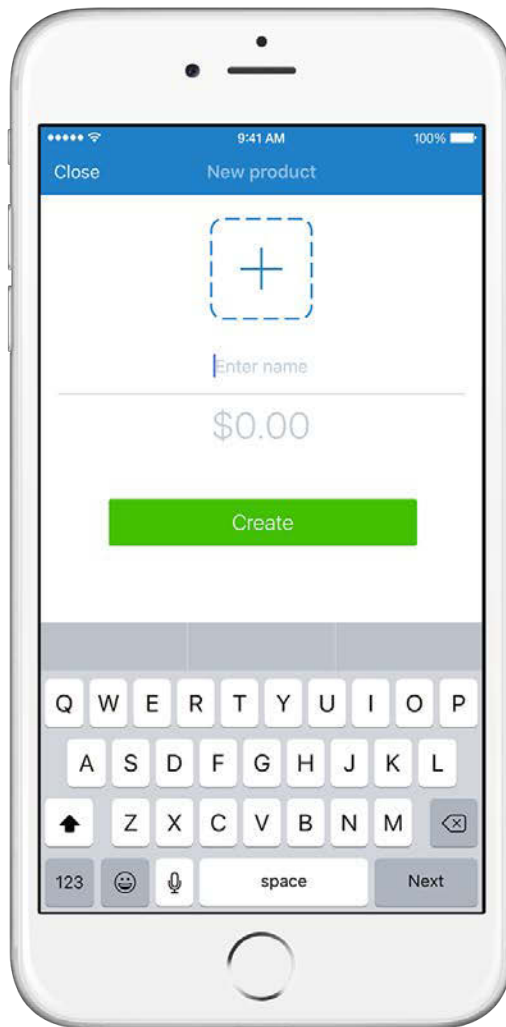 9:41 AM 100%
Close New product
Enter name
$0.00
Create
Q W E R T Y U I O P
A S D F G H J K L
Z X C V B N M
123 space Next